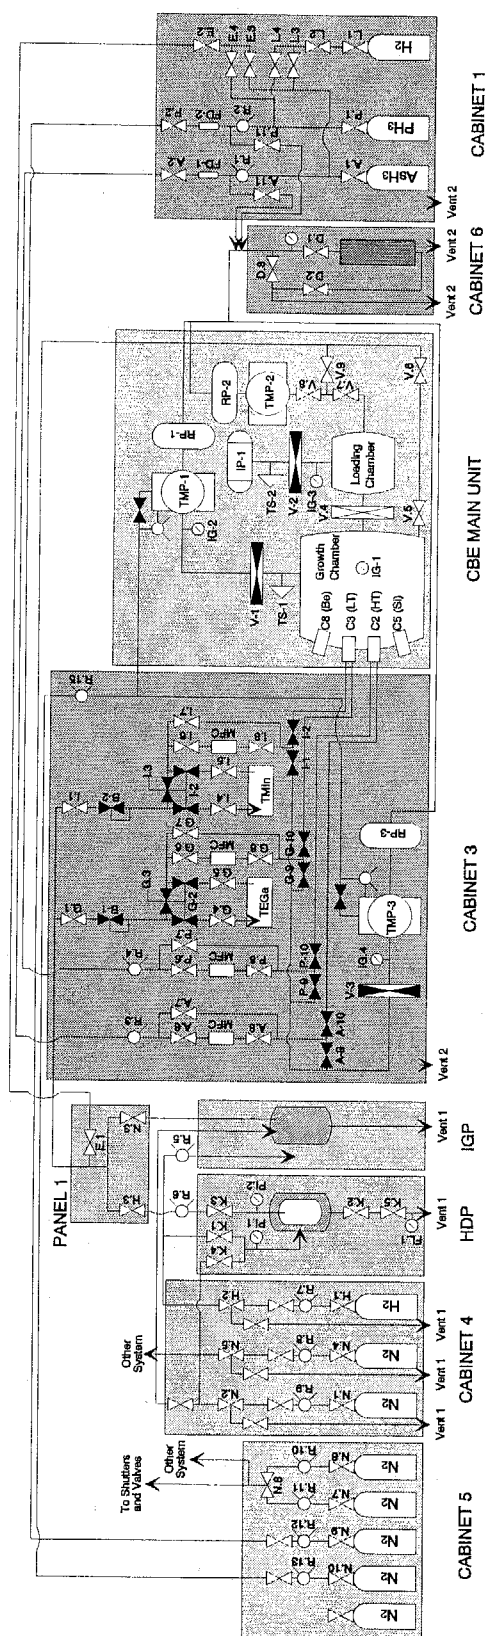 H2
L.1
L.2
L.3
L.4
E.5
E.4
E.2
PH3
P.1
P.11
R.2
FD-2
P.2
AsH3
A.1
A.11
R.1
FD-1
A.2
CABINET 1
Vent 2
D.1
D.2
D.8
Vent 2
Vent 2
CABINET 6
RP-1
RP-2
TMP-1
TMP-2
IP-1
IG-2
TS-2
V-2
IG-3
V.8
V.7
V.9
V.6
V.4
V.5
Loading
Chamber
Growth
Chamber
IG-1
V-1
TS-1
C8 (Be)
C3 (LT)
C2 (HT)
C5 (Si)
CBE MAIN UNIT
R.15
I.1
B-2
I.3
I-2
I.7
I.6
MFC
I.8
I.5
I.4
TMIn
I-1
I-2
G.1
B-1
G.3
G-2
G.7
G.6
MFC
G.8
G.5
G.4
TEGa
G-10
G-9
R.4
P.7
P.6
MFC
P.8
P-10
P-9
R.3
A.7
A.6
MFC
A.8
A-10
A-9
RP-3
TMP-3
IG-4
V-3
CABINET 3
Vent 2
PANEL 1
E.1
N.3
H.3
R.5
IGP
Vent 1
R.6
K.3
K.1
K.4
PI.2
PI.1
K.2
K.5
FL.1
HDP
Vent 1
H.2
R.7
H.1
H2
N.5
R.8
N.4
N2
N.2
R.9
N.1
N2
Other
System
Vent 1
Vent 1
Vent 1
CABINET 4
To Shutters
and Valves
Other
System
N.6
R.10
N.8
N2
R.11
N.7
N2
R.12
N.9
N2
R.13
N.10
N2
N2
CABINET 5